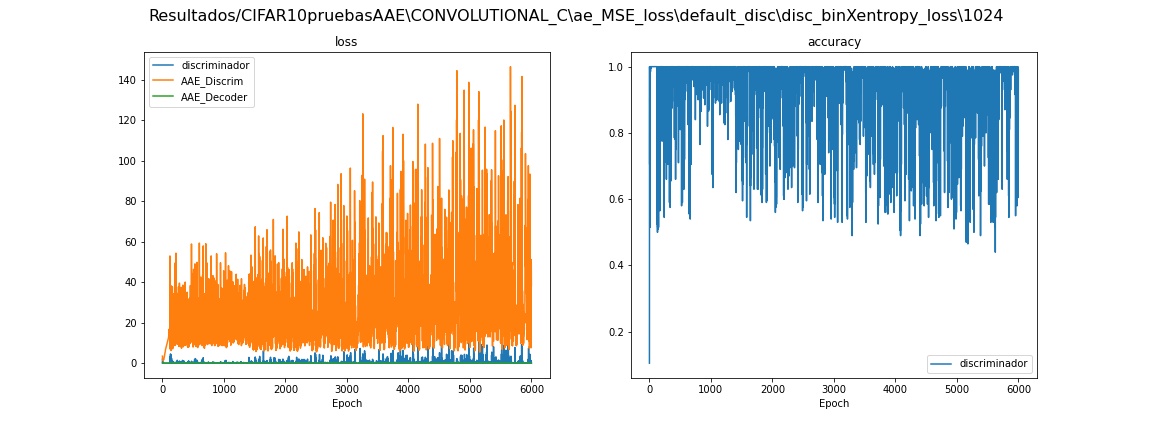 Resultados/CIFAR10pruebasAAE\CONVOLUTIONAL_C\ae_MSE_loss\default_disc\disc_binXentropy_loss\1024
loss
discriminador
AAE_Discrim
AAE_Decoder
140
120
100
80
60
40
20
0
0 1000 2000 3000 4000 5000 6000
Epoch
accuracy
1.0
0.8
0.6
0.4
0.2
discriminador
0 1000 2000 3000 4000 5000 6000
Epoch